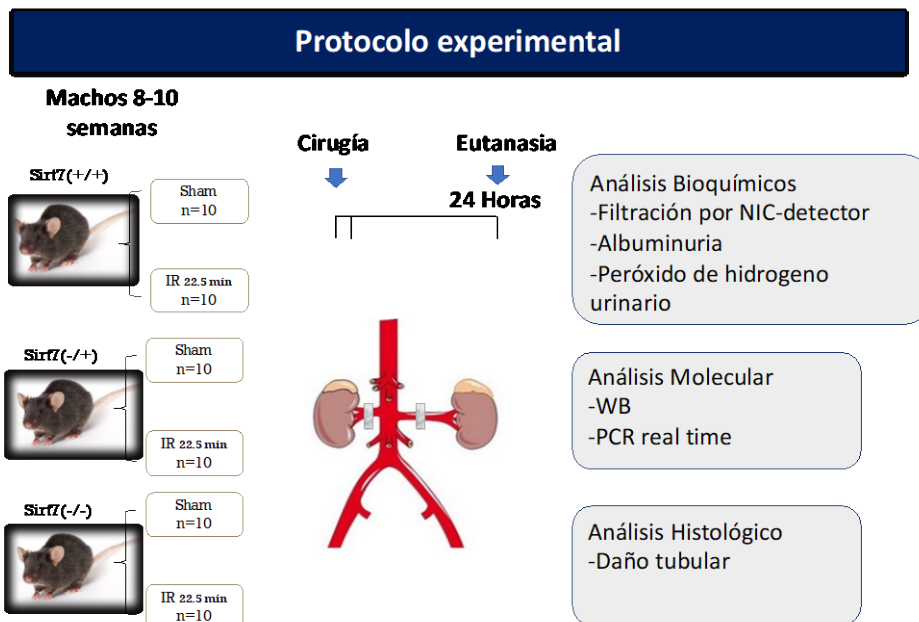 Protocolo experimental
Machos 8-10
semanas
Sirt7(+/+)
Sham
n=10
IR 22.5 min
n=10
Sirt7(-/+)
Sham
n=10
IR 22.5 min
n=10
Sirt7(-/-)
Sham
n=10
IR 22.5 min
n=10
Cirugía
Eutanasia
24 Horas
Análisis Bioquímicos
-Filtración por NIC-detector
-Albuminuria
-Peróxido de hidrogeno
urinario
Análisis Molecular
-WB
-PCR real time
Análisis Histológico
-Daño tubular